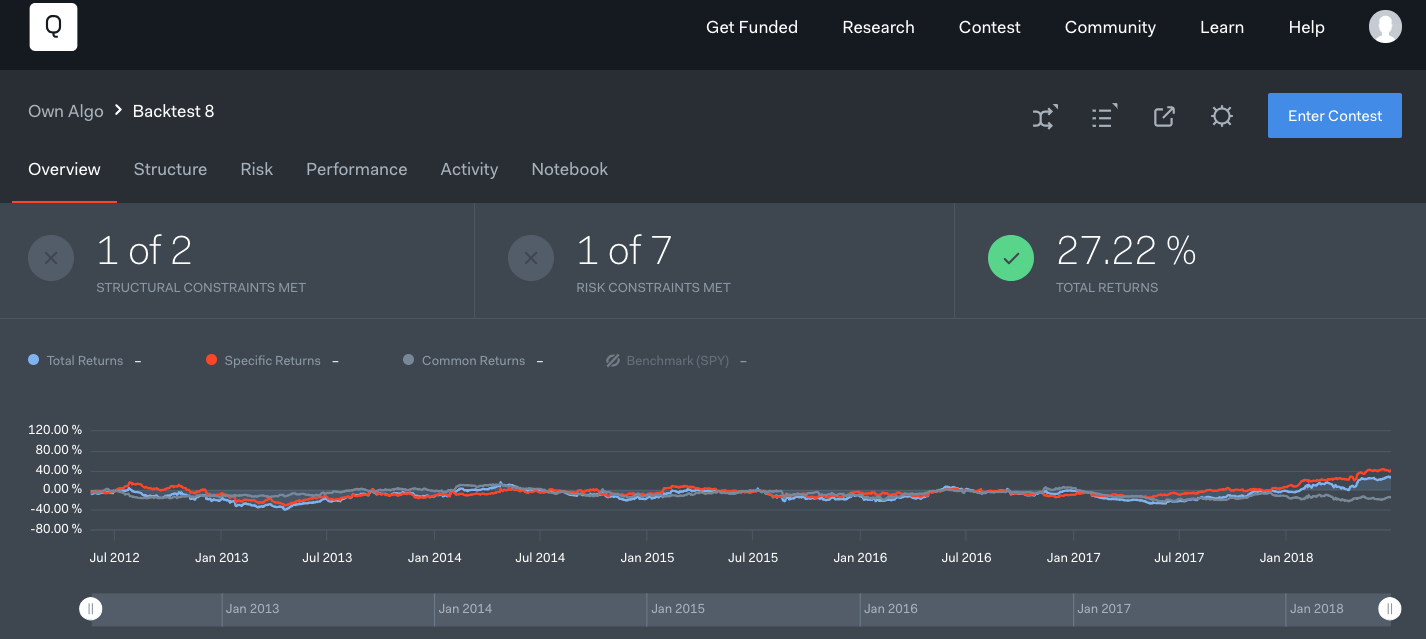 Q
Get Funded Research Contest Community Learn Help
Own Algo > Backtest 8
Enter Contest
Overview Structure Risk Performance Activity Notebook
1 of 2
STRUCTURAL CONSTRAINTS MET
1 of 7
RISK CONSTRAINTS MET
27.22 %
TOTAL RETURNS
Total Returns – Specific Returns – Common Returns – Benchmark (SPY) –
120.00 %
80.00 %
40.00 %
0.00 %
-40.00 %
-80.00 %
Jul 2012 Jan 2013 Jul 2013 Jan 2014 Jul 2014 Jan 2015 Jul 2015 Jan 2016 Jul 2016 Jan 2017 Jul 2017 Jan 2018
Jan 2013 Jan 2014 Jan 2015 Jan 2016 Jan 2017 Jan 2018